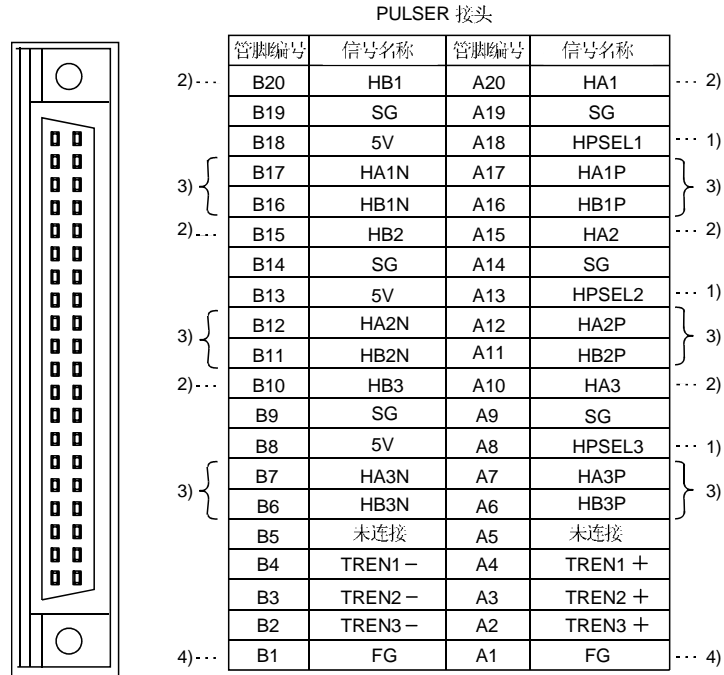 PULSER 接头
管脚编号 信号名称 管脚编号 信号名称
2)--- B20 HB1 A20 HA1 --- 2)
B19 SG A19 SG
B18 5V A18 HPSEL1 --- 1)
B17 HA1N A17 HA1P
3) 3)
B16 HB1N A16 HB1P
2)--- B15 HB2 A15 HA2 --- 2)
B14 SG A14 SG
B13 5V A13 HPSEL2 --- 1)
B12 HA2N A12 HA2P
3) 3)
B11 HB2N A11 HB2P
2)--- B10 HB3 A10 HA3 --- 2)
B9 SG A9 SG
B8 5V A8 HPSEL3 --- 1)
B7 HA3N A7 HA3P
3) 3)
B6 HB3N A6 HB3P
B5 未连接 A5 未连接
B4 TREN1－ A4 TREN1＋
B3 TREN2－ A3 TREN2＋
B2 TREN3－ A2 TREN3＋
4)--- B1 FG A1 FG --- 4)